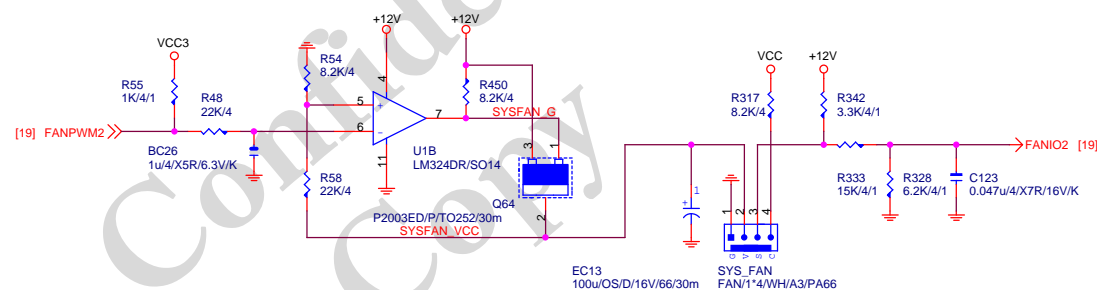 +12V
+12V
VCC3
R54
8.2K/4
R55
1K/4/1
R48
22K/4
4
5
+
6
-
7
11
R450
8.2K/4
SYSFAN_G
[19] FANPWM2
BC26
1u/4/X5R/6.3V/K
U1B
LM324DR/SO14
3
1
Q64
2
R58
22K/4
P2003ED/P/TO252/30m
SYSFAN_VCC
VCC
+12V
R317
8.2K/4
R342
3.3K/4/1
FANIO2 [19]
R333
15K/4/1
R328
6.2K/4/1
C123
0.047u/4/X7R/16V/K
+
1
1
2
3
4
G
V
S
C
EC13
100u/OS/D/16V/66/30m
SYS_FAN
FAN/1*4/WH/A3/PA66
Confide
Copy